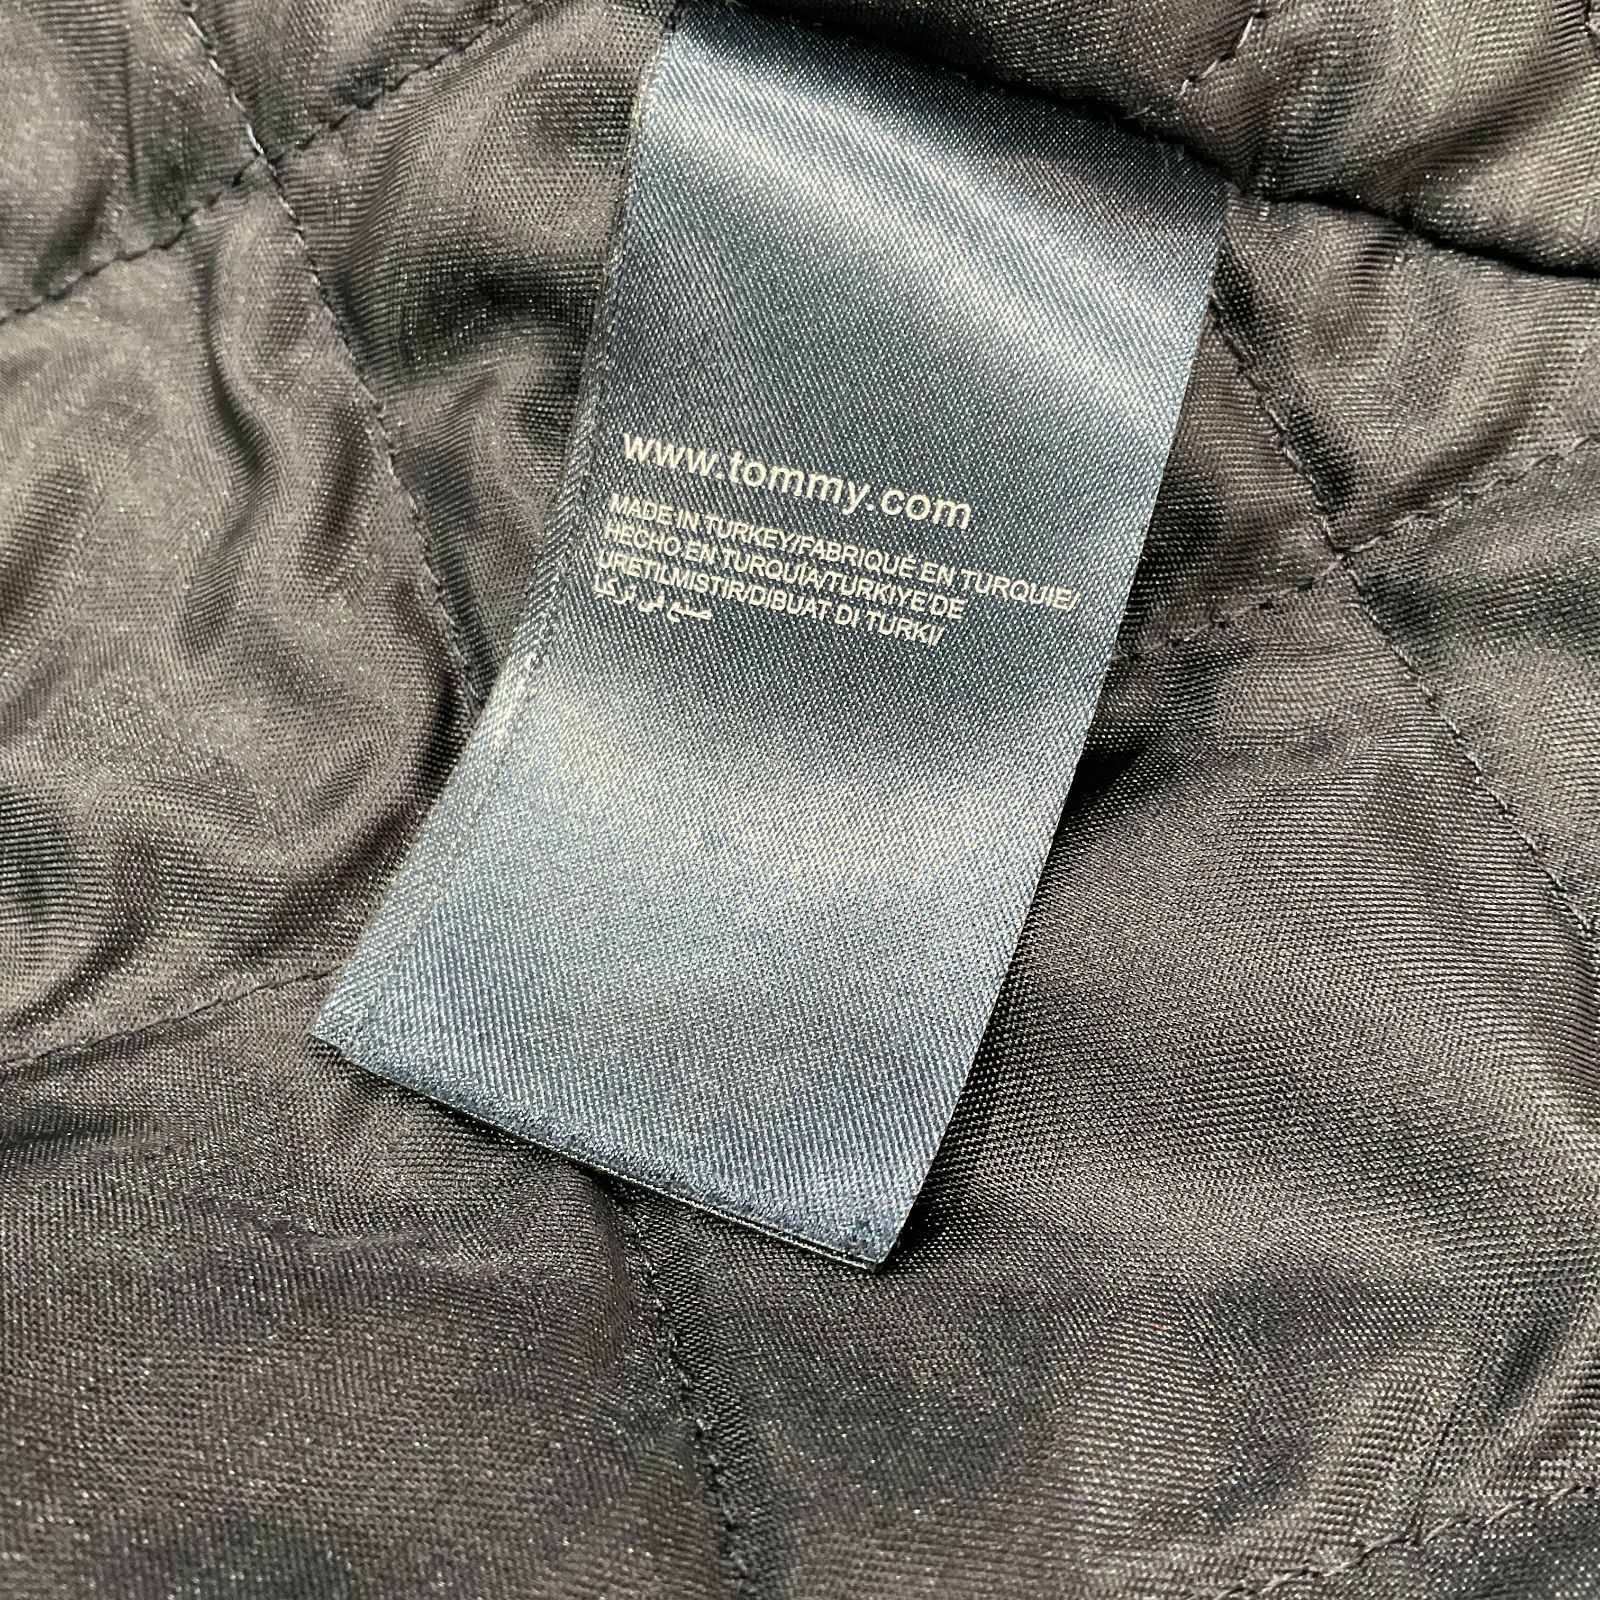 www.tommy.com
MADE IN TURKEY/FABRIQUÉ EN TURQUIE/
HECHO EN TURQUÍA/TURKIYE DE
URETILMISTIR/DIBUAT DI TURKI/
صنع في تركيا